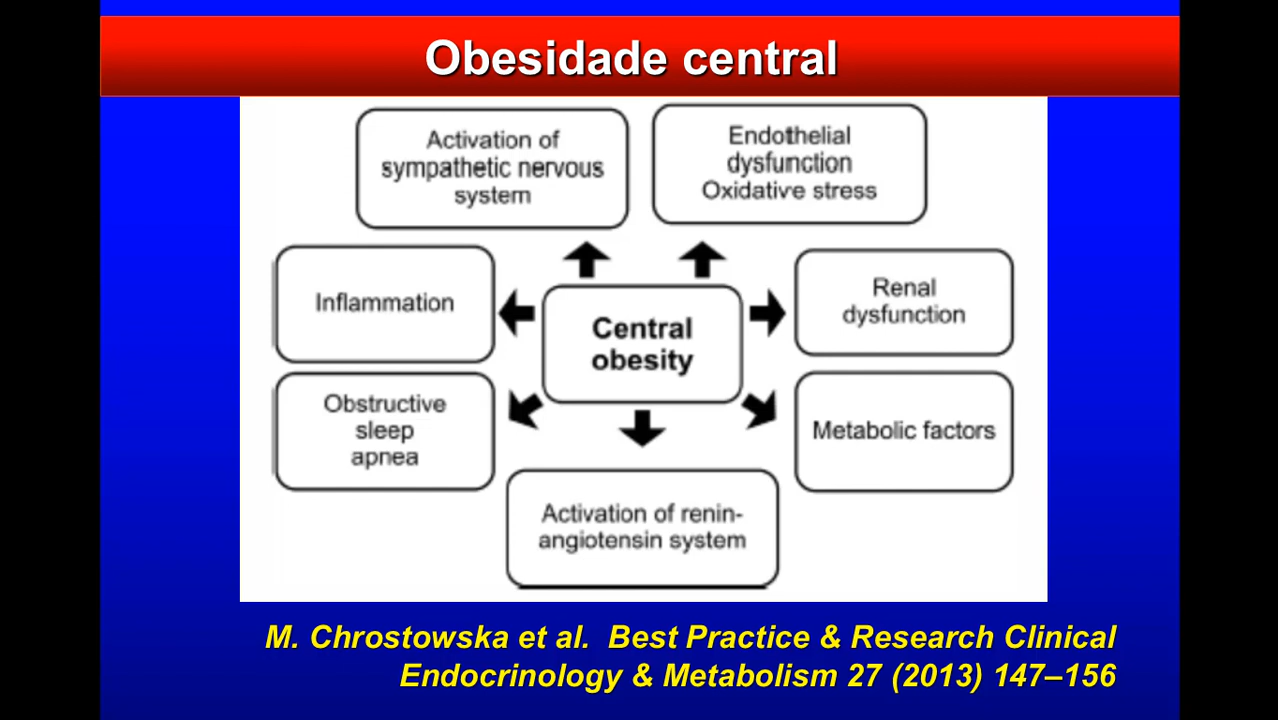 Obesidade central
Activation of
sympathetic nervous
system
Endothelial
dysfunction
Oxidative stress
Inflammation
Central
obesity
Renal
dysfunction
Obstructive
sleep
apnea
Metabolic factors
Activation of renin-
angiotensin system
M. Chrostowska et al.  Best Practice & Research Clinical
Endocrinology & Metabolism 27 (2013) 147–156